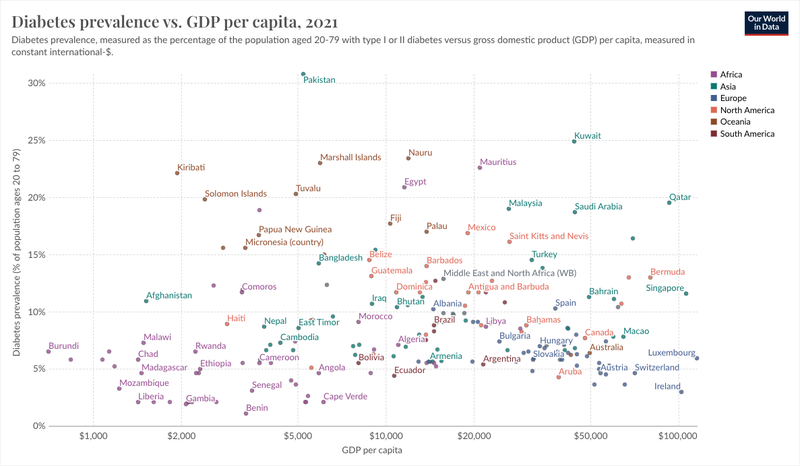 Diabetes prevalence vs. GDP per capita, 2021
Our World
in Data
Diabetes prevalence, measured as the percentage of the population aged 20-79 with type I or II diabetes versus gross domestic product (GDP) per capita, measured in
constant international-$.
Africa
Asia
Europe
North America
Oceania
South America
Diabetes prevalence (% of population ages 20 to 79)
30%
25%
20%
15%
10%
5%
0%
Pakistan
Kuwait
Nauru
Marshall Islands
Mauritius
Kiribati
Egypt
Tuvalu
Solomon Islands
Qatar
Malaysia
Saudi Arabia
Fiji
Palau
Mexico
Papua New Guinea
Saint Kitts and Nevis
Micronesia (country)
Bangladesh
Belize
Turkey
Barbados
Guatemala
Middle East and North Africa (WB)
Bermuda
Comoros
Dominica
Antigua and Barbuda
Singapore
Afghanistan
Iraq
Bhutan
Bahrain
Albania
Spain
Haiti
Nepal
East Timor
Morocco
Brazil
Libya
Bahamas
Malawi
Cambodia
Algeria
Bulgaria
Hungary
Canada
Macao
Burundi
Rwanda
Chad
Cameroon
Bolivia
Armenia
Argentina
Slovakia
Australia
Luxembourg
Madagascar
Ethiopia
Angola
Ecuador
Aruba
Austria
Switzerland
Mozambique
Senegal
Ireland
Liberia
Gambia
Cape Verde
Benin
$1,000
$2,000
$5,000
$10,000
$20,000
$50,000
$100,000
GDP per capita